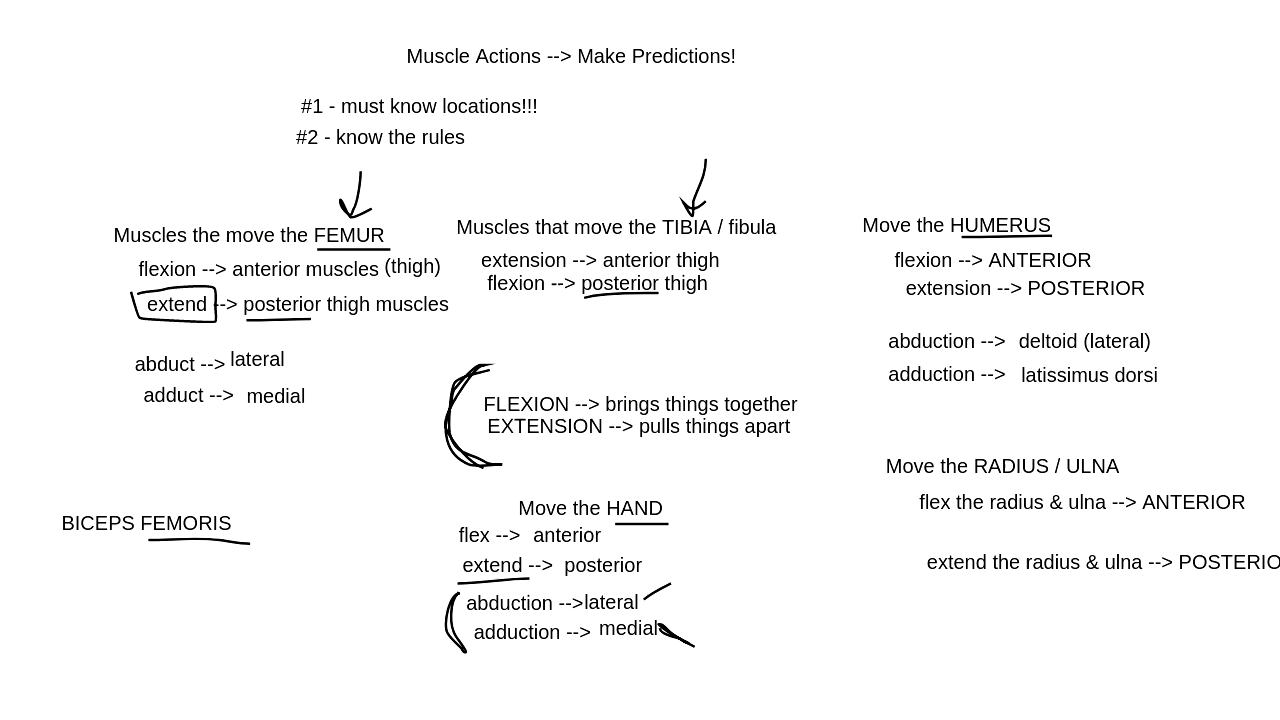 Muscle Actions --> Make Predictions!
#1 - must know locations!!!
#2 - know the rules
Muscles the move the FEMUR
flexion --> anterior muscles (thigh)
extend --> posterior thigh muscles
abduct --> lateral
adduct --> medial
BICEPS FEMORIS
Muscles that move the TIBIA / fibula
extension --> anterior thigh
flexion --> posterior thigh
FLEXION --> brings things together
EXTENSION --> pulls things apart
Move the HAND
flex --> anterior
extend --> posterior
abduction -->lateral
adduction --> medial
Move the HUMERUS
flexion --> ANTERIOR
extension --> POSTERIOR
abduction --> deltoid (lateral)
adduction --> latissimus dorsi
Move the RADIUS / ULNA
flex the radius & ulna --> ANTERIOR
extend the radius & ulna --> POSTERIO